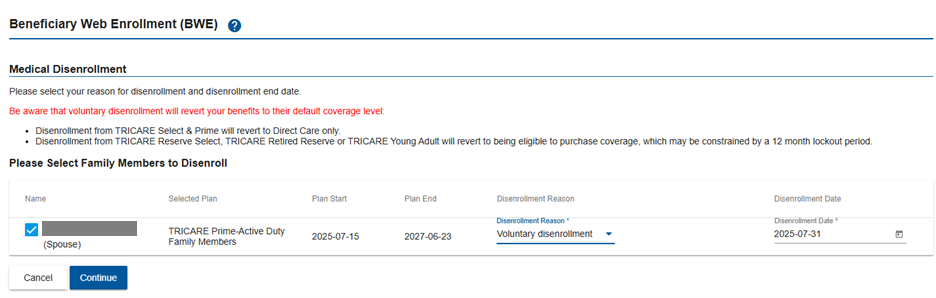 Beneficiary Web Enrollment (BWE) ?
Medical Disenrollment
Please select your reason for disenrollment and disenrollment end date.
Be aware that voluntary disenrollment will revert your benefits to their default coverage level:
• Disenrollment from TRICARE Select & Prime will revert to Direct Care only.
• Disenrollment from TRICARE Reserve Select, TRICARE Retired Reserve or TRICARE Young Adult will revert to being eligible to purchase coverage, which may be constrained by a 12 month lockout period.
Please Select Family Members to Disenroll
Name Selected Plan Plan Start Plan End Disenrollment Reason Disenrollment Date
Disenrollment Reason * Disenrollment Date *
(Spouse) TRICARE Prime-Active Duty 2025-07-15 2027-06-23 Voluntary disenrollment 2025-07-31
Family Members
Cancel Continue